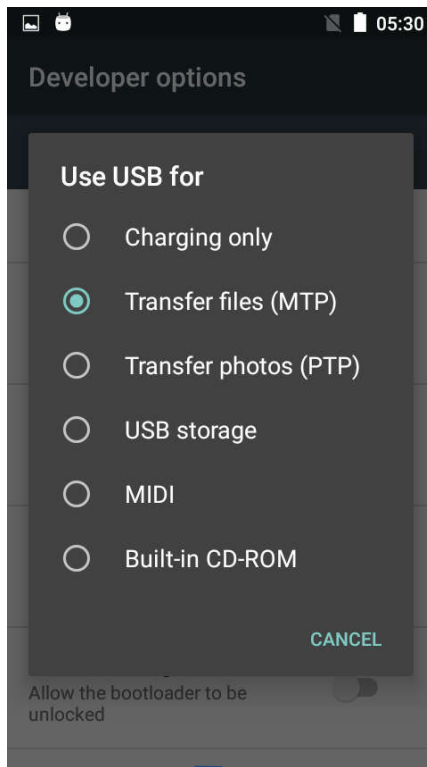 05:30
Developer options
Use USB for
Charging only
Transfer files (MTP)
Transfer photos (PTP)
USB storage
MIDI
Built-in CD-ROM
CANCEL
Allow the bootloader to be
unlocked